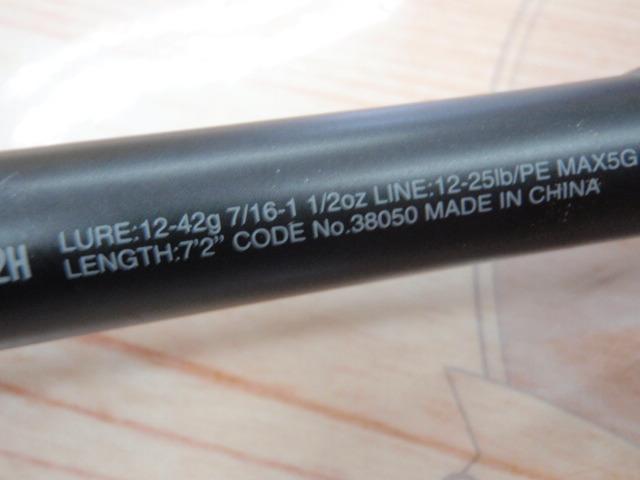 2H
LURE:12-42g 7/16-1 1/2oz LINE:12-25lb/PE MAX5G
LENGTH:7'2" CODE No.38050 MADE IN CHINA